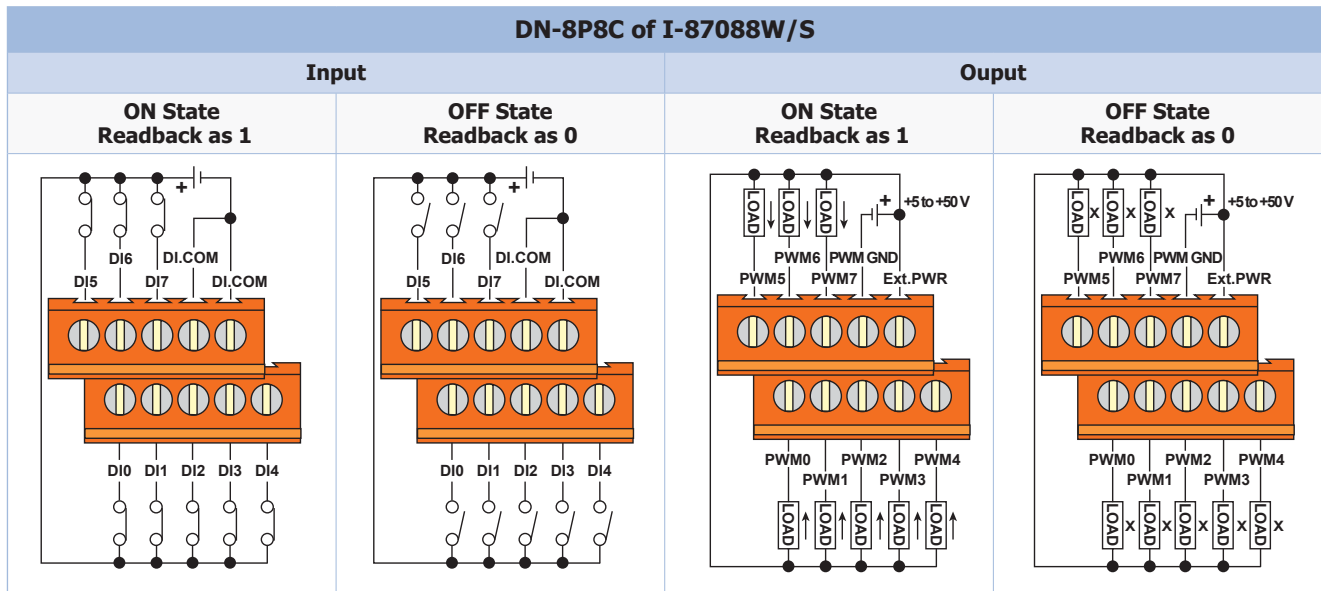 DN-8P8C of I-87088W/S
Input
Ouput
ON State
Readback as 1
OFF State
Readback as 0
ON State
Readback as 1
OFF State
Readback as 0
+
DI6 DI.COM
DI5 DI7 DI.COM
DI0 DI1 DI2 DI3 DI4
+
DI6 DI.COM
DI5 DI7 DI.COM
DI0 DI1 DI2 DI3 DI4
LOAD LOAD LOAD + +5 to +50 V
PWM6 PWM GND
PWM5 PWM7 Ext.PWR
PWM0 PWM2 PWM4
PWM1 PWM3
LOAD LOAD LOAD LOAD LOAD
LOAD X LOAD X LOAD X + +5 to +50 V
PWM6 PWM GND
PWM5 PWM7 Ext.PWR
PWM0 PWM2 PWM4
PWM1 PWM3
LOAD X LOAD X LOAD X LOAD X LOAD X